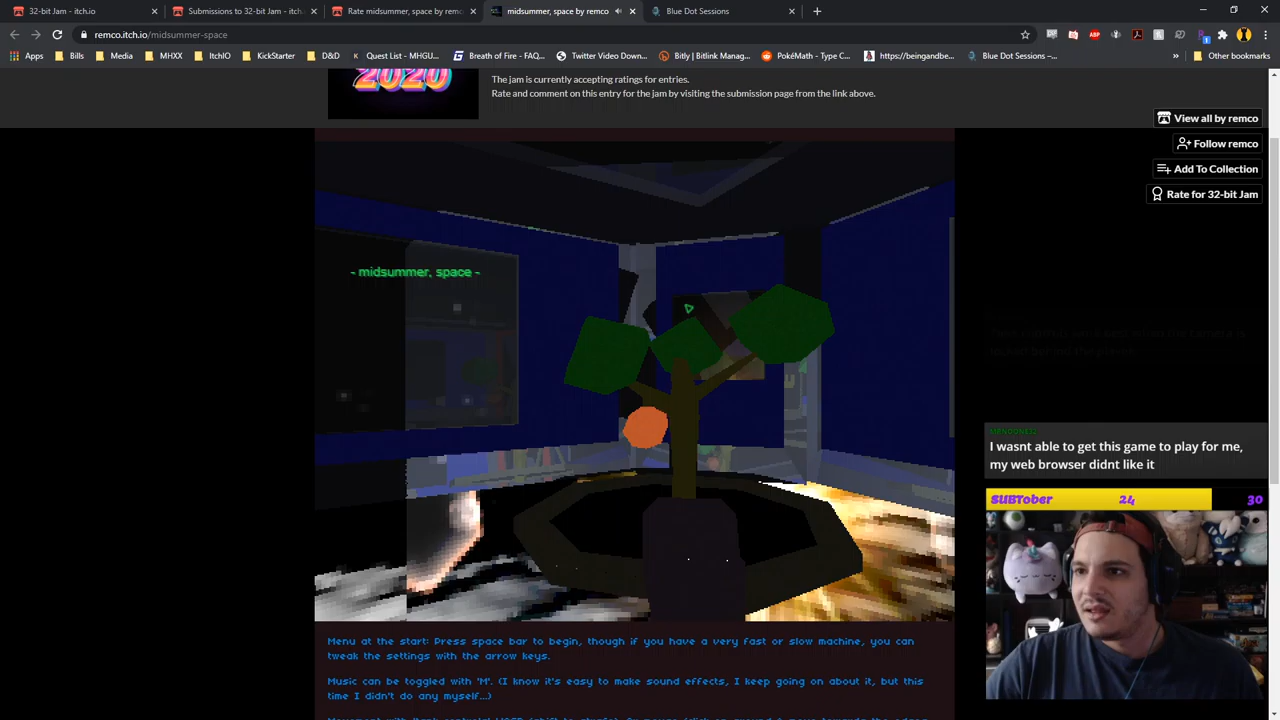 32-bit Jam - itch.io
Submissions to 32-bit Jam - itch.
Rate midsummer, space by remco
midsummer, space by remco
Blue Dot Sessions
remco.itch.io/midsummer-space
Apps Bills Media MHXX ItchIO KickStarter D&D Quest List - MHGU... Breath of Fire - FAQ... Twitter Video Down... Bitly | Bitlink Manag... PokéMath - Type C... https://beingandbe... Blue Dot Sessions –... » Other bookmarks
2020
The jam is currently accepting ratings for entries.
Rate and comment on this entry for the jam by visiting the submission page from the link above.
View all by remco
Follow remco
Add To Collection
Rate for 32-bit Jam
- midsummer, space -
I wasnt able to get this game to play for me,
my web browser didnt like it
SUBTober 24 30
Menu at the start: Press space bar to begin, though if you have a very fast or slow machine, you can
tweak the settings with the arrow keys.
Music can be toggled with 'M'. (I know it's easy to make sound effects, I keep going on about it, but this
time I didn't do any myself...)